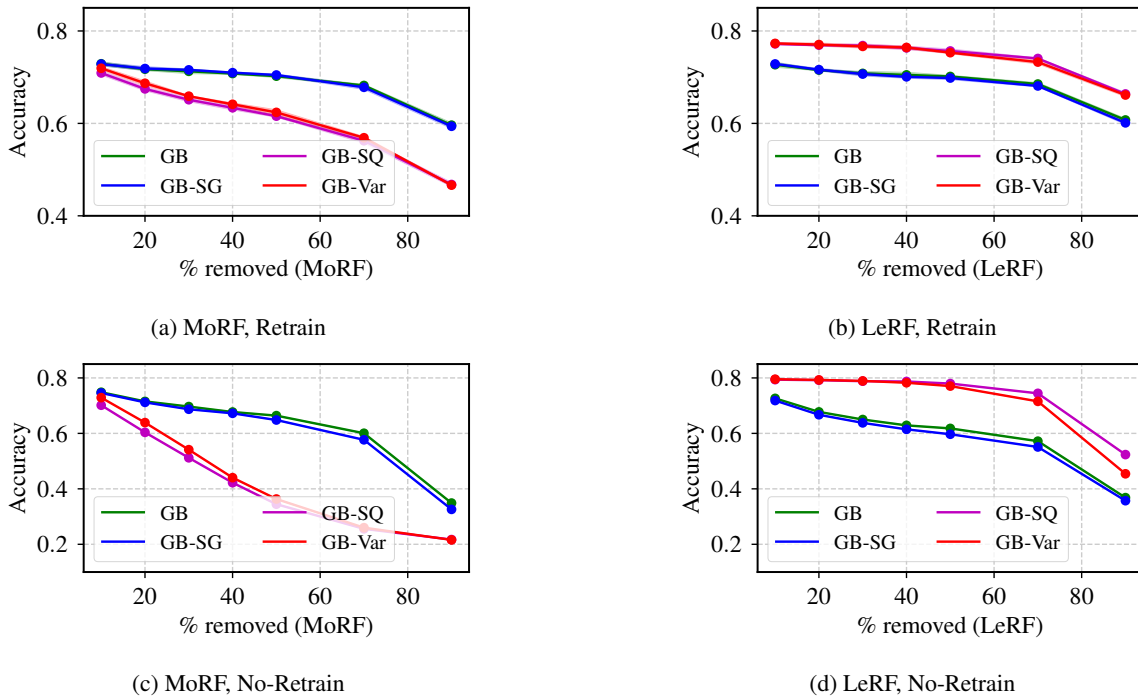 0.8
0.6
0.4
Accuracy
GB
GB-SG
GB-SQ
GB-Var
20 40 60 80
% removed (MoRF)
(a) MoRF, Retrain
0.8
0.6
0.4
Accuracy
GB
GB-SG
GB-SQ
GB-Var
20 40 60 80
% removed (LeRF)
(b) LeRF, Retrain
0.8
0.6
0.4
0.2
Accuracy
GB
GB-SG
GB-SQ
GB-Var
20 40 60 80
% removed (MoRF)
(c) MoRF, No-Retrain
0.8
0.6
0.4
0.2
Accuracy
GB
GB-SG
GB-SQ
GB-Var
20 40 60 80
% removed (LeRF)
(d) LeRF, No-Retrain